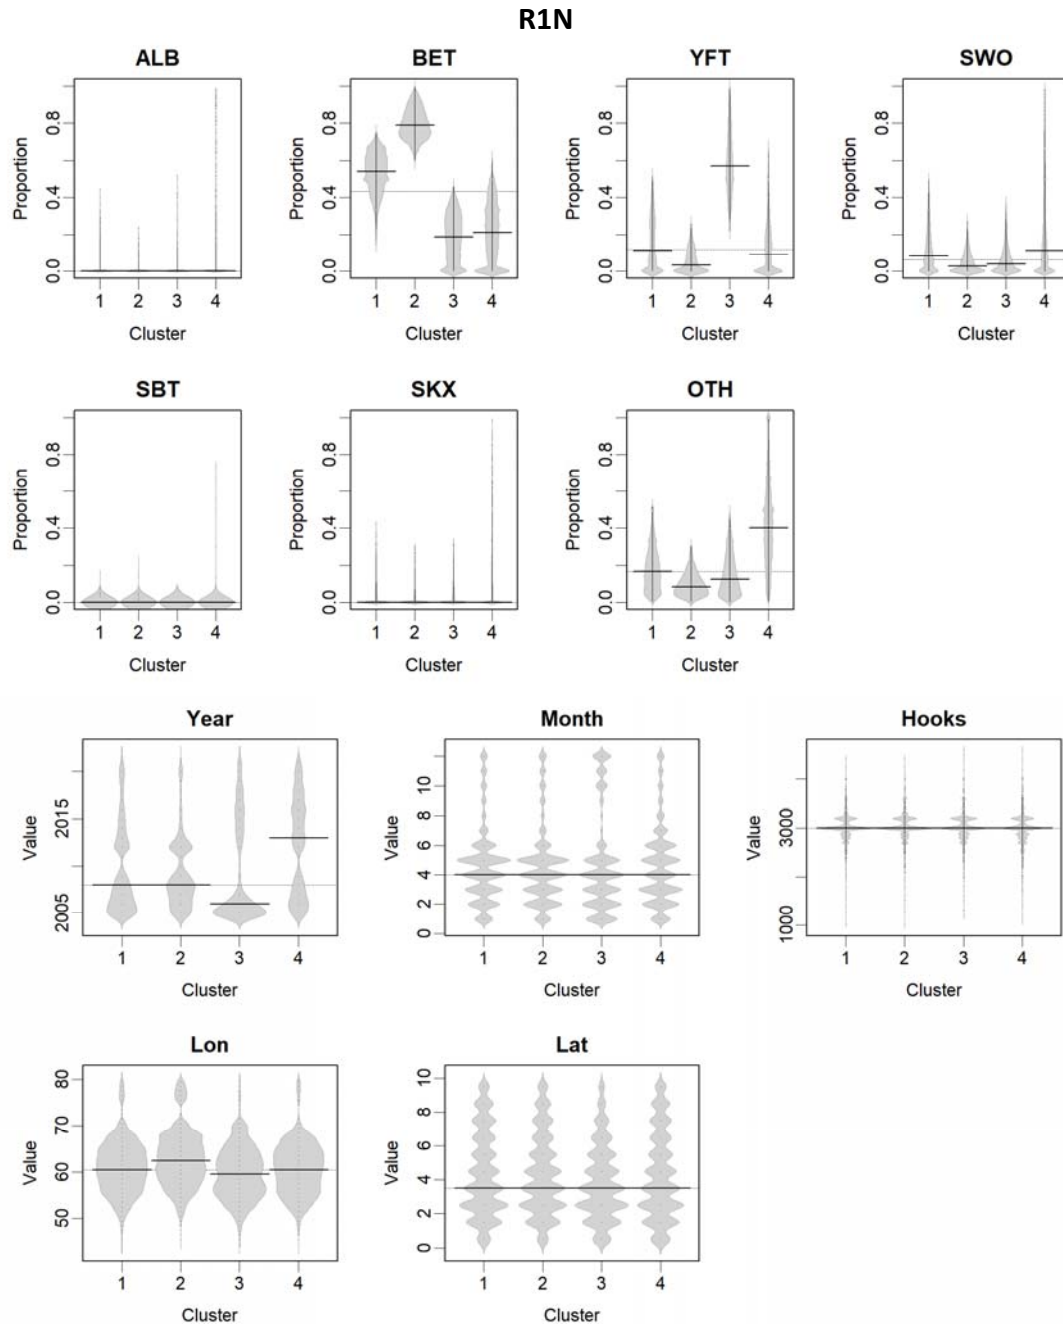 R1N
ALB BET YFT SWO
Proportion 0.0 0.4 0.8 Proportion 0.0 0.4 0.8 Proportion 0.0 0.4 0.8 Proportion 0.0 0.4 0.8
1 2 3 4 1 2 3 4 1 2 3 4 1 2 3 4
Cluster Cluster Cluster Cluster
SBT SKX OTH
Proportion 0.0 0.4 0.8 Proportion 0.0 0.4 0.8 Proportion 0.0 0.4 0.8
1 2 3 4 1 2 3 4 1 2 3 4
Cluster Cluster Cluster
Year Month Hooks
Value 2005 2015 Value 0 2 4 6 8 10 Value 1000 3000
1 2 3 4 1 2 3 4 1 2 3 4
Cluster Cluster Cluster
Lon Lat
Value 50 60 70 80 Value 0 2 4 6 8 10
1 2 3 4 1 2 3 4
Cluster Cluster